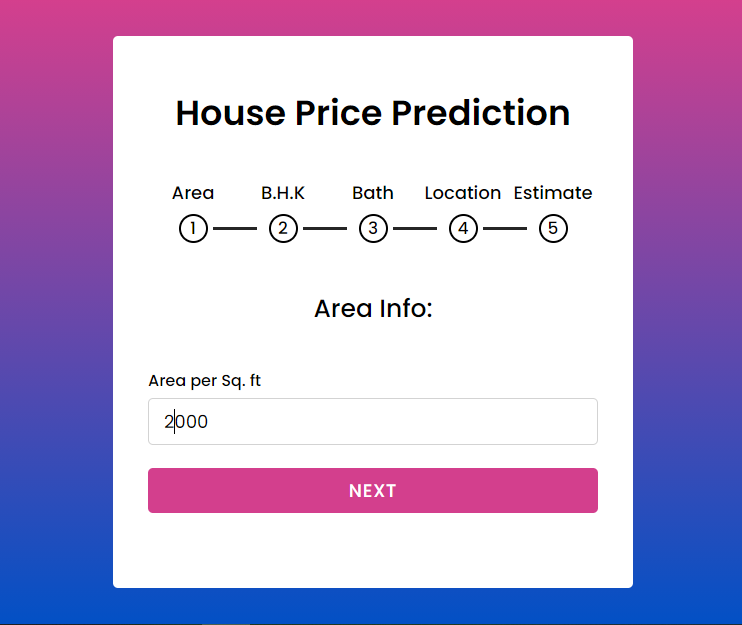 House Price Prediction
Area B.H.K Bath Location Estimate
1 2 3 4 5
Area Info:
Area per Sq. ft
2000
NEXT